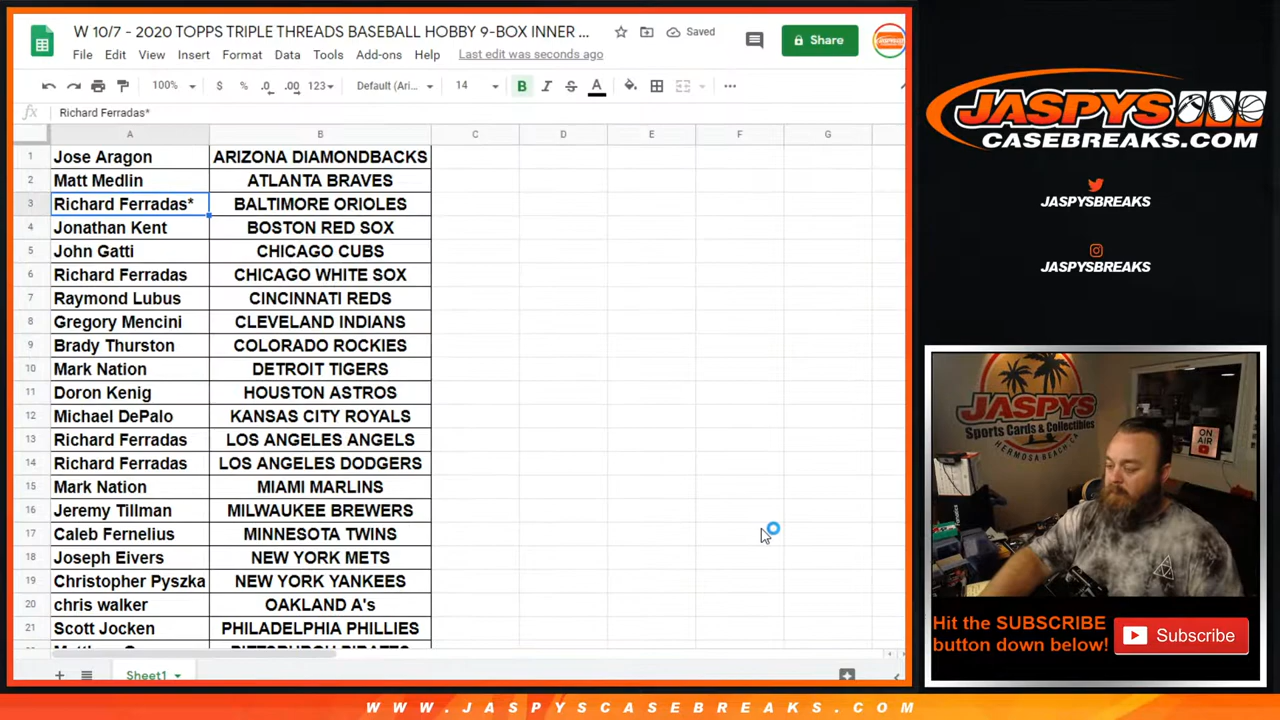 W 10/7 - 2020 TOPPS TRIPLE THREADS BASEBALL HOBBY 9-BOX INNER ...
Saved
Share
File Edit View Insert Format Data Tools Add-ons Help Last edit was seconds ago
100% $ % .0 .00 123 Default (Ari... 14 B I S A
fx Richard Ferradas*
A B C D E F G
1 Jose Aragon ARIZONA DIAMONDBACKS
2 Matt Medlin ATLANTA BRAVES
3 Richard Ferradas* BALTIMORE ORIOLES
4 Jonathan Kent BOSTON RED SOX
5 John Gatti CHICAGO CUBS
6 Richard Ferradas CHICAGO WHITE SOX
7 Raymond Lubus CINCINNATI REDS
8 Gregory Mencini CLEVELAND INDIANS
9 Brady Thurston COLORADO ROCKIES
10 Mark Nation DETROIT TIGERS
11 Doron Kenig HOUSTON ASTROS
12 Michael DePalo KANSAS CITY ROYALS
13 Richard Ferradas LOS ANGELES ANGELS
14 Richard Ferradas LOS ANGELES DODGERS
15 Mark Nation MIAMI MARLINS
16 Jeremy Tillman MILWAUKEE BREWERS
17 Caleb Fernelius MINNESOTA TWINS
18 Joseph Eivers NEW YORK METS
19 Christopher Pyszka NEW YORK YANKEES
20 chris walker OAKLAND A's
21 Scott Jocken PHILADELPHIA PHILLIES
Sheet1
JASPYS
CASEBREAKS.COM
JASPYSBREAKS
JASPYSBREAKS
JASPYS
Sports Cards & Collectibles
HERMOSA BEACH, CA
ON AIR
Hit the SUBSCRIBE
button down below!
Subscribe
WWW.JASPYSCASEBREAKS.COM